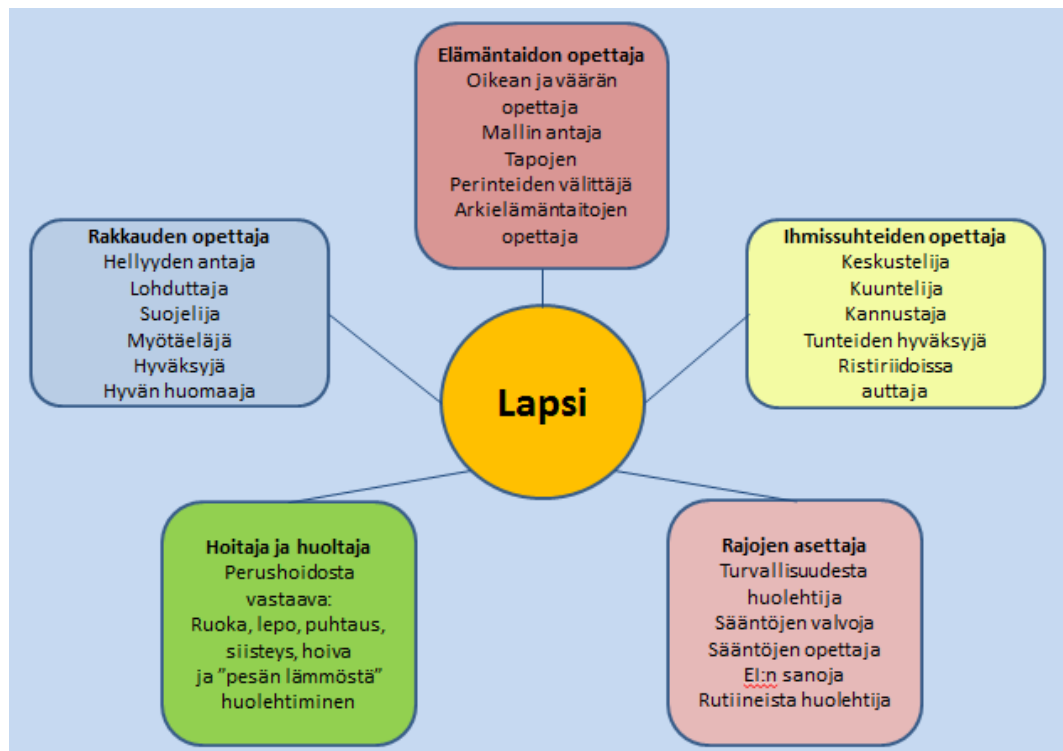 Elämäntaidon opettaja
Oikean ja väärän
opettaja
Mallin antaja
Tapojen
Perinteiden välittäjä
Arkielämäntaitojen
opettaja
Rakkauden opettaja
Hellyyden antaja
Lohduttaja
Suojelija
Myötäeläjä
Hyväksyjä
Hyvän huomaaja
Ihmissuhteiden opettaja
Keskustelija
Kuuntelija
Kannustaja
Tunteiden hyväksyjä
Ristiriidoissa
auttaja
Lapsi
Hoitaja ja huoltaja
Perushoidosta
vastaava:
Ruoka, lepo, puhtaus,
siisteys, hoiva
ja ”pesän lämmöstä”
huolehtiminen
Rajojen asettaja
Turvallisuudesta
huolehtija
Sääntöjen valvoja
Sääntöjen opettaja
EI:n sanoja
Rutiineista huolehtija